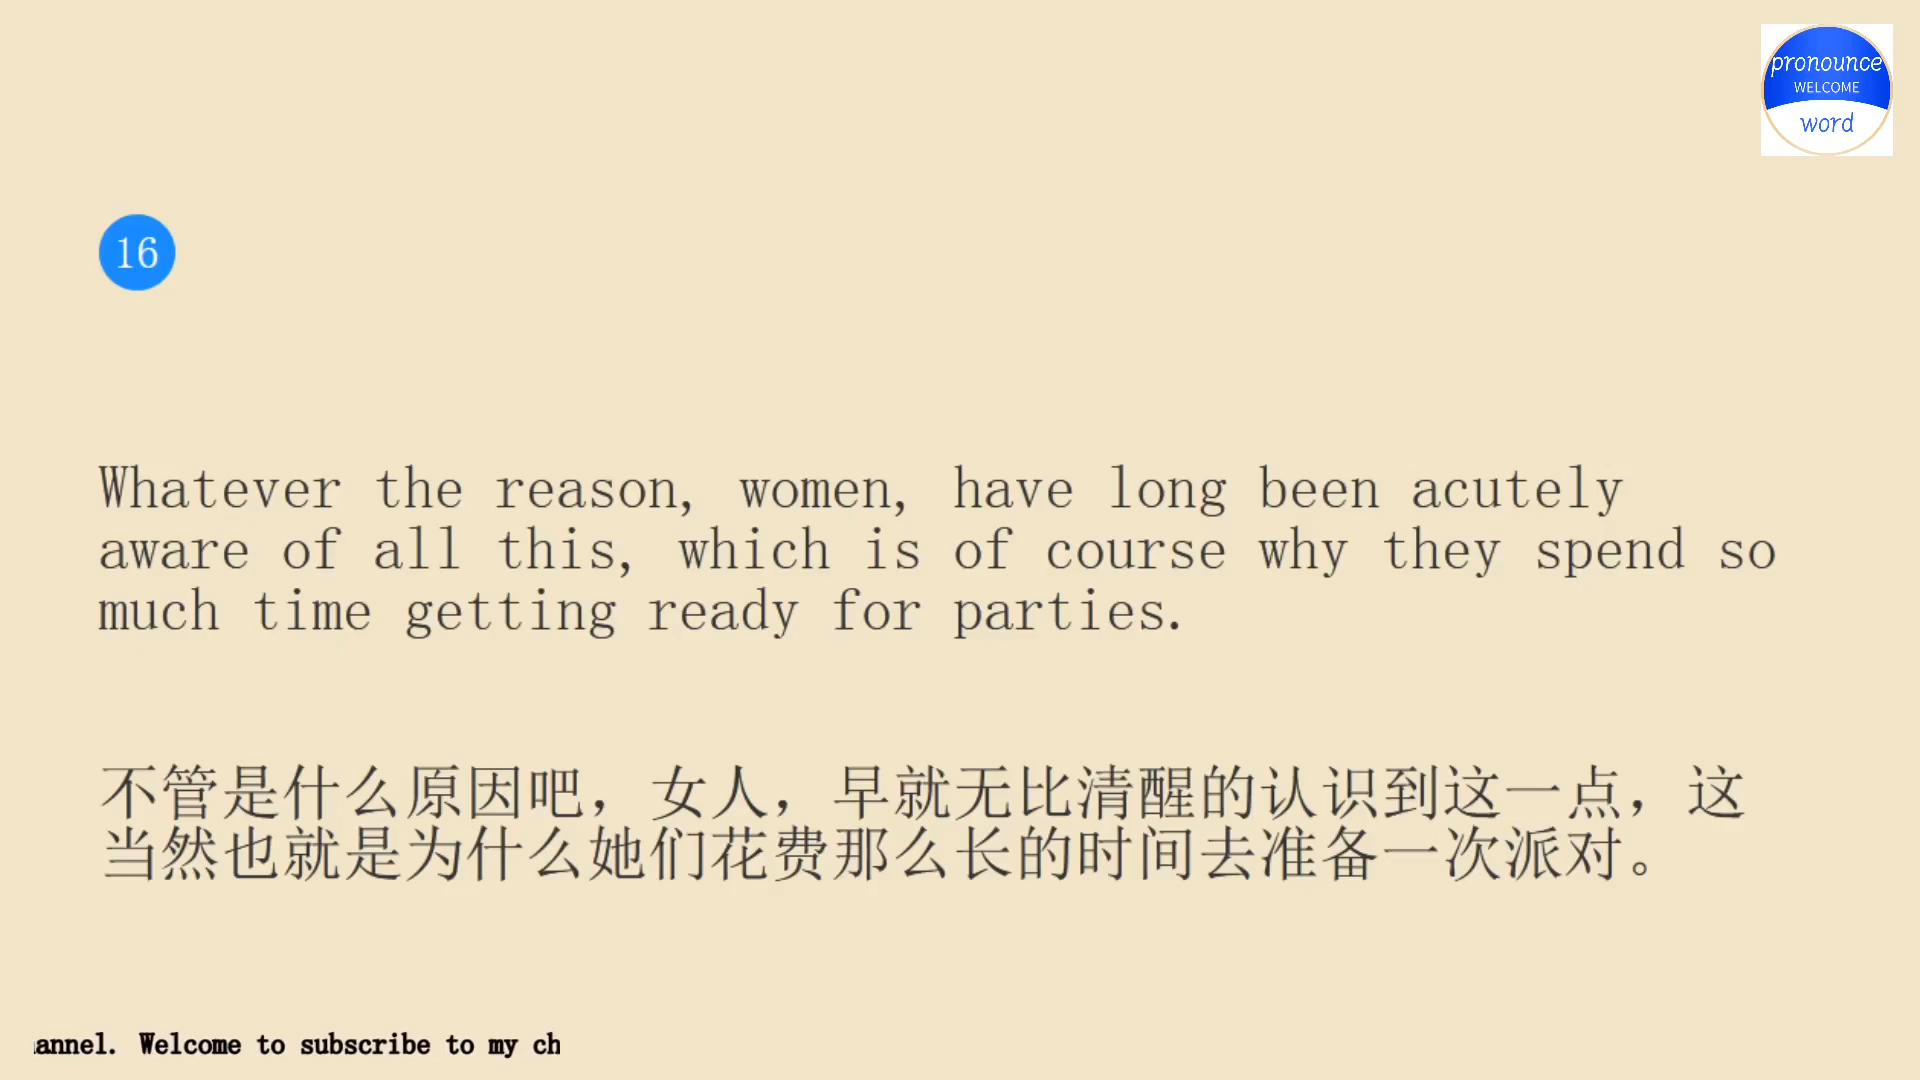 pronounce
WELCOME
word
16
Whatever the reason, women, have long been acutely
aware of all this, which is of course why they spend so
much time getting ready for parties.
不管是什么原因吧，女人，早就无比清醒的认识到这一点，这
当然也就是为什么她们花费那么长的时间去准备一次派对。
annel. Welcome to subscribe to my ch